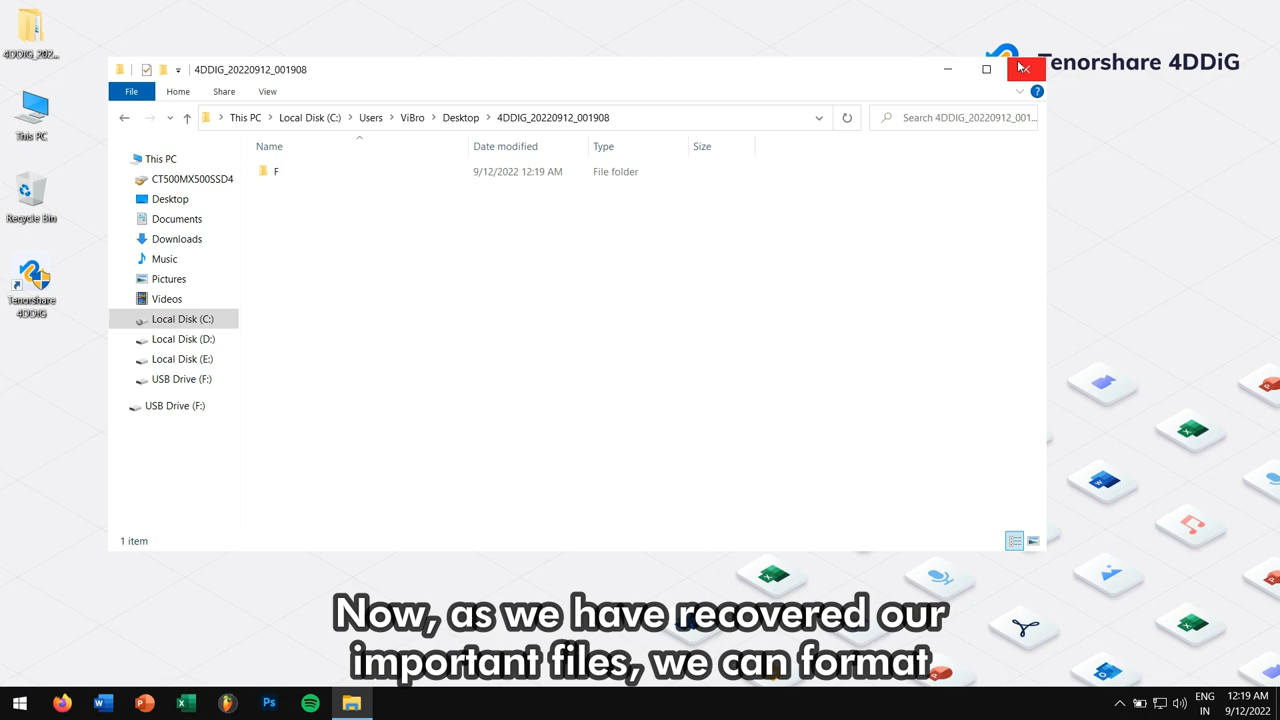 4DDIG_202...
This PC
Recycle Bin
Tenorshare
4DDiG
Tenorshare 4DDiG
4DDIG_20220912_001908
File
Home
Share
View
This PC
Local Disk (C:)
Users
ViBro
Desktop
4DDIG_20220912_001908
Search 4DDIG_20220912_001...
Name
Date modified
Type
Size
F
9/12/2022 12:19 AM
File folder
This PC
CT500MX500SSD4
Desktop
Documents
Downloads
Music
Pictures
Videos
Local Disk (C:)
Local Disk (D:)
Local Disk (E:)
USB Drive (F:)
USB Drive (F:)
1 item
Now, as we have recovered our
important files, we can format
ENG
IN
12:19 AM
9/12/2022